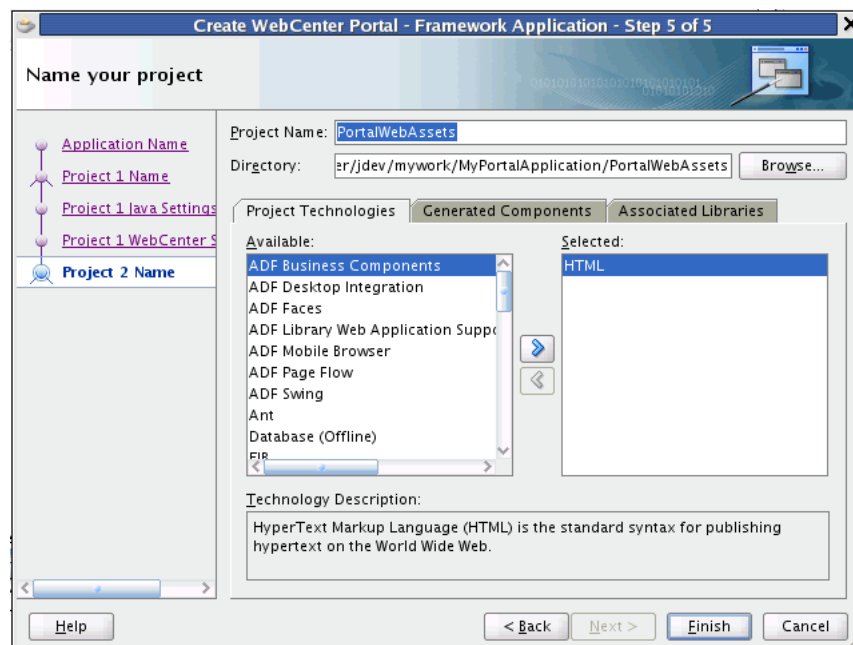 Create WebCenter Portal - Framework Application - Step 5 of 5
Name your project
Application Name
Project 1 Name
Project 1 Java Settings
Project 1 WebCenter S
Project 2 Name
Project Name: PortalWebAssets
Directory: er/jdev/mywork/MyPortalApplication/PortalWebAssets Browse...
Project Technologies Generated Components Associated Libraries
Available: Selected:
ADF Business Components HTML
ADF Desktop Integration
ADF Faces
ADF Library Web Application Suppo
ADF Mobile Browser
ADF Page Flow
ADF Swing
Ant
Database (Offline)
EJB
Technology Description:
HyperText Markup Language (HTML) is the standard syntax for publishing
hypertext on the World Wide Web.
Help < Back Next > Finish Cancel